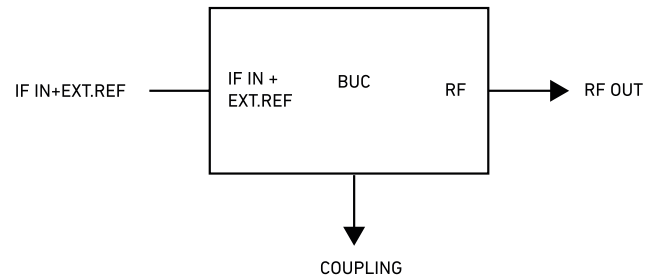 IF IN+EXT.REF
IF IN +
EXT.REF
BUC
RF
RF OUT
COUPLING